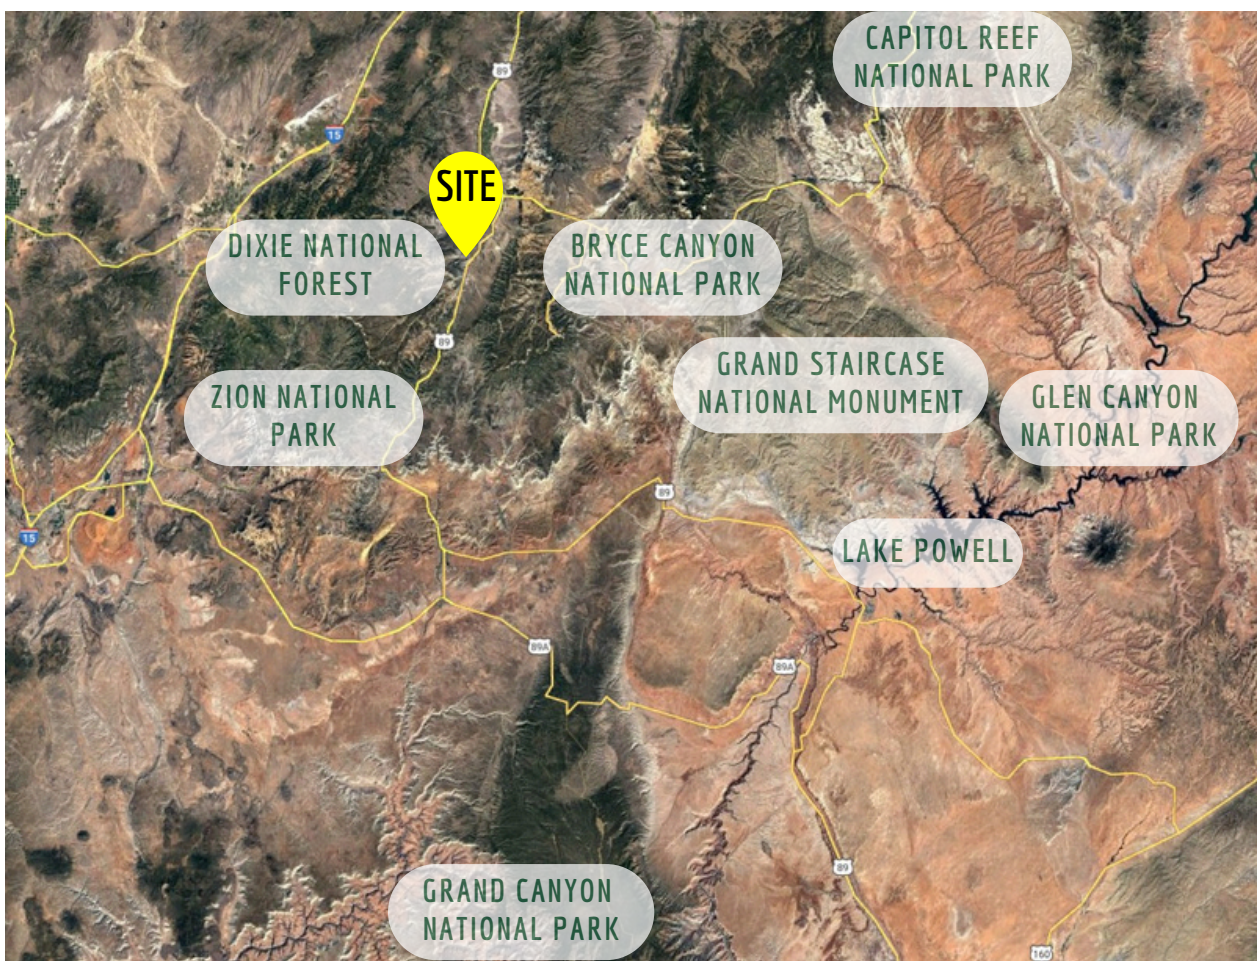 CAPITOL REEF
NATIONAL PARK
89
15
SITE
DIXIE NATIONAL
FOREST
BRYCE CANYON
NATIONAL PARK
89
GRAND STAIRCASE
NATIONAL MONUMENT
ZION NATIONAL
PARK
GLEN CANYON
NATIONAL PARK
89
15
LAKE POWELL
89A
89A
89
GRAND CANYON
NATIONAL PARK
160